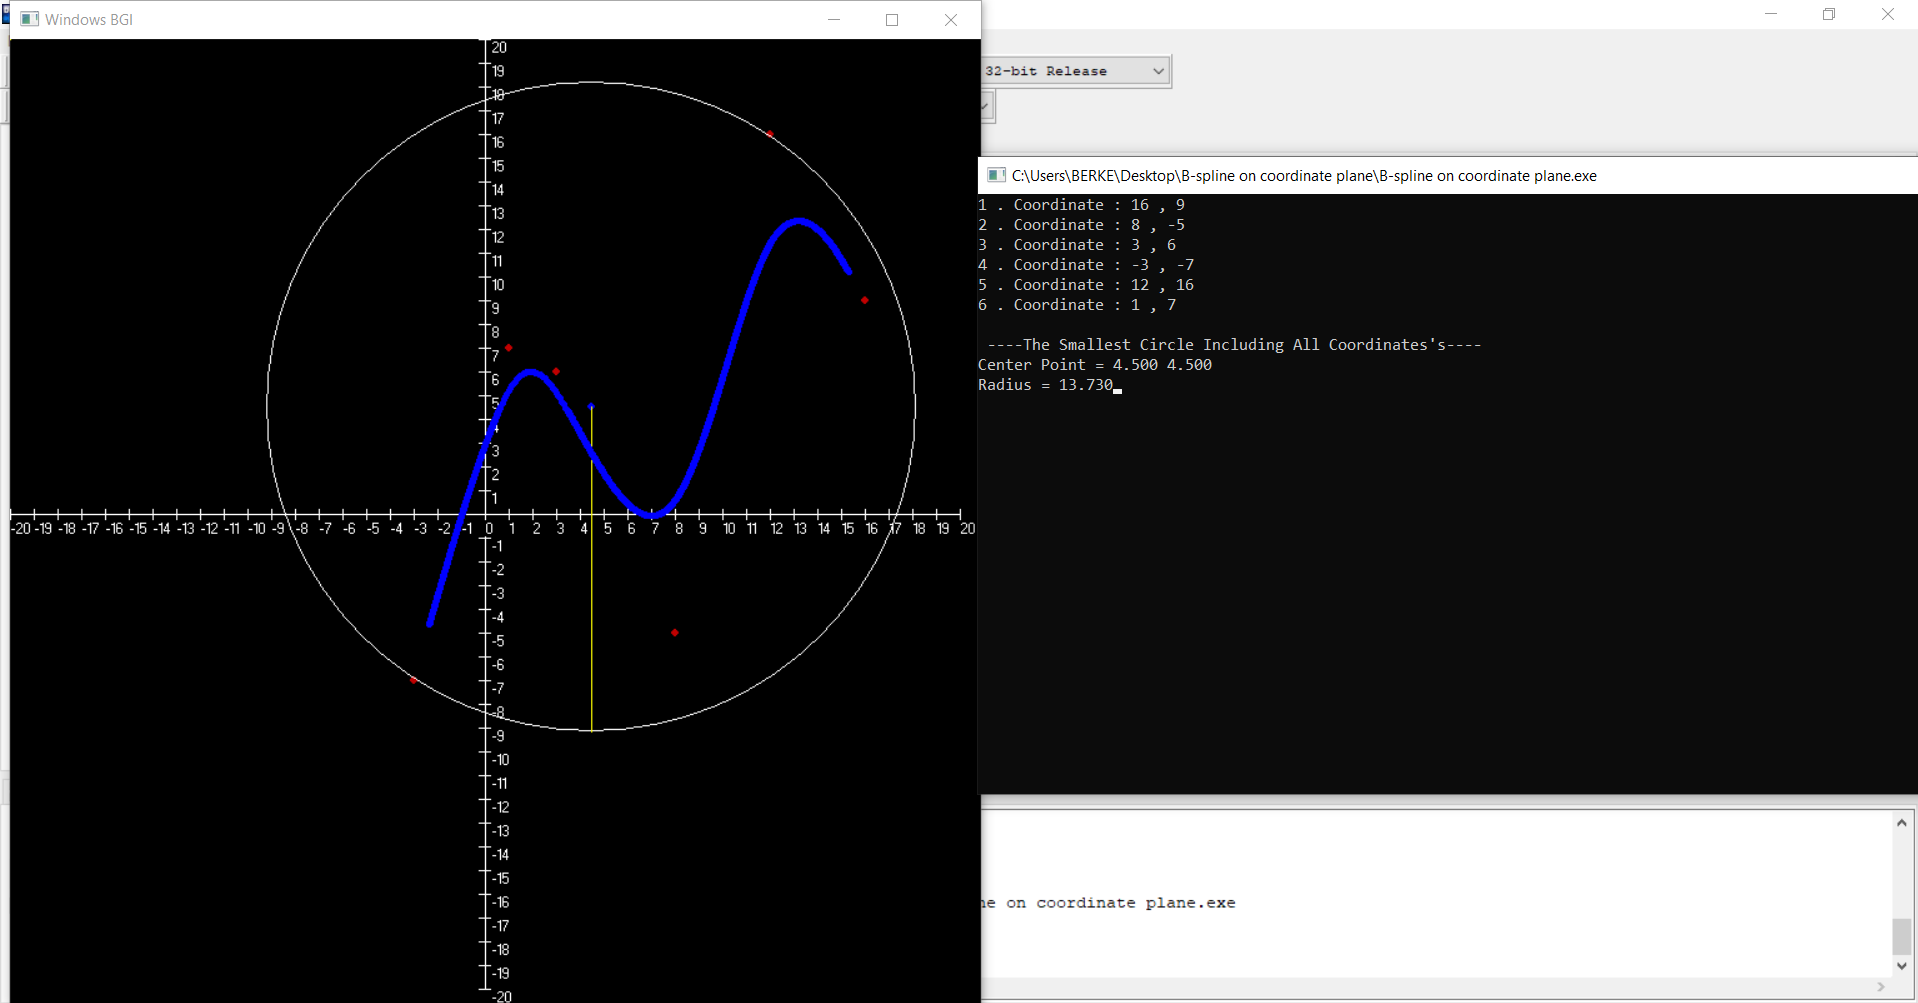 Windows BGI
32-bit Release
C:\Users\BERKE\Desktop\B-spline on coordinate plane\B-spline on coordinate plane.exe
1 . Coordinate : 16 , 9
2 . Coordinate : 8 , -5
3 . Coordinate : 3 , 6
4 . Coordinate : -3 , -7
5 . Coordinate : 12 , 16
6 . Coordinate : 1 , 7
----The Smallest Circle Including All Coordinates's----
Center Point = 4.500 4.500
Radius = 13.730
20
19
18
17
16
15
14
13
12
11
10
9
8
7
6
5
4
3
2
1
-20 -19 -18 -17 -16 -15 -14 -13 -12 -11 -10 -9 -8 -7 -6 -5 -4 -3 -2 -1 0 1 2 3 4 5 6 7 8 9 10 11 12 13 14 15 16 17 18 19 20
-1
-2
-3
-4
-5
-6
-7
-8
-9
-10
-11
-12
-13
-14
-15
-16
-17
-18
-19
-20
ne on coordinate plane.exe